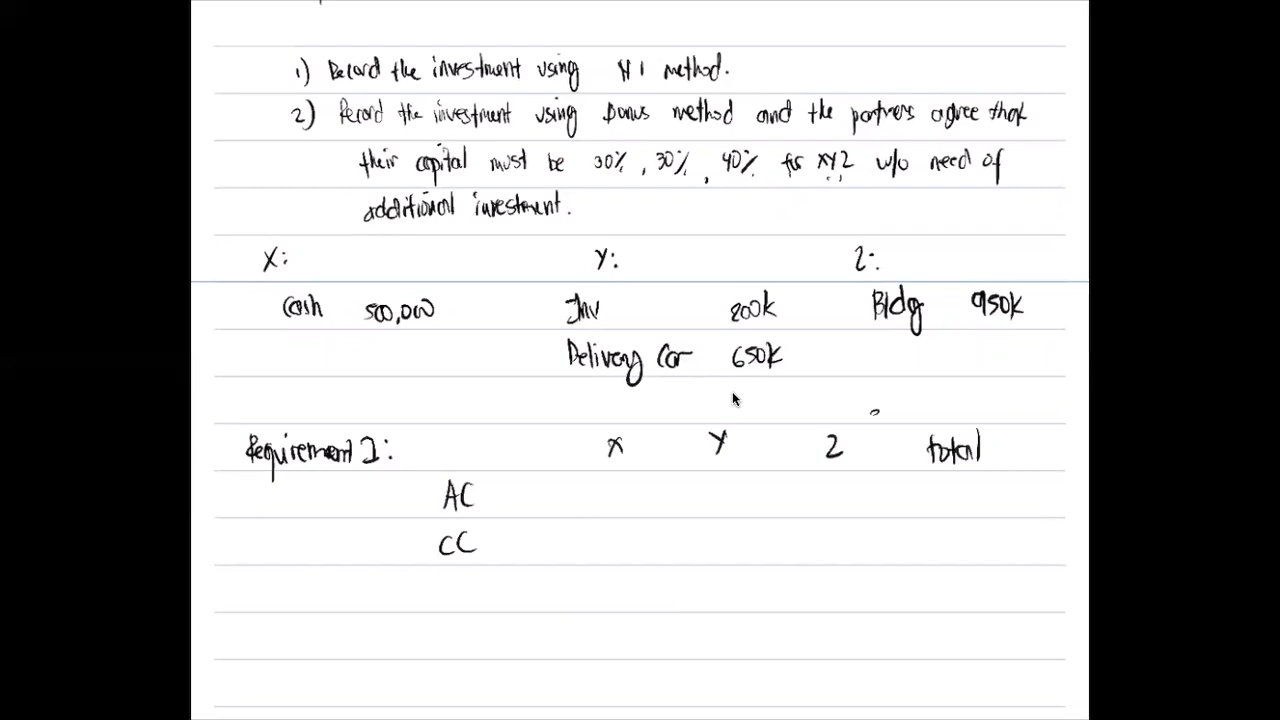 1) Record the investment using NI method.
2) Record the investment using Bonus method and the partners agree that
their capital must be 30%, 30%, 40% for XYZ w/o need of
additional investment.
X: Y: Z:
Cash 500,000 Inv 200k Bldg 950k
Delivery Car 650k
Requirement 1: X Y Z total
AC
CC